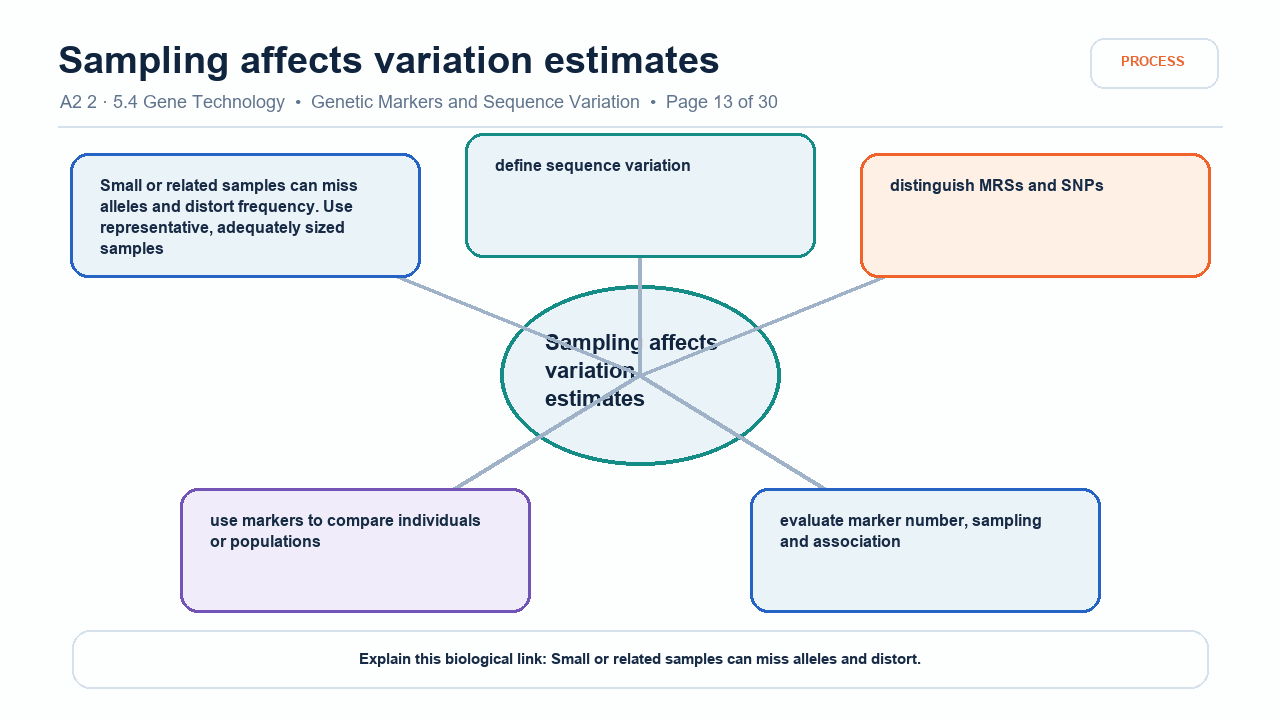 Sampling affects variation estimates
PROCESS
A2 2 · 5.4 Gene Technology • Genetic Markers and Sequence Variation • Page 13 of 30
Small or related samples can miss
alleles and distort frequency. Use
representative, adequately sized
samples
define sequence variation
distinguish MRSs and SNPs
Sampling affects
variation
estimates
use markers to compare individuals
or populations
evaluate marker number, sampling
and association
Explain this biological link: Small or related samples can miss alleles and distort.